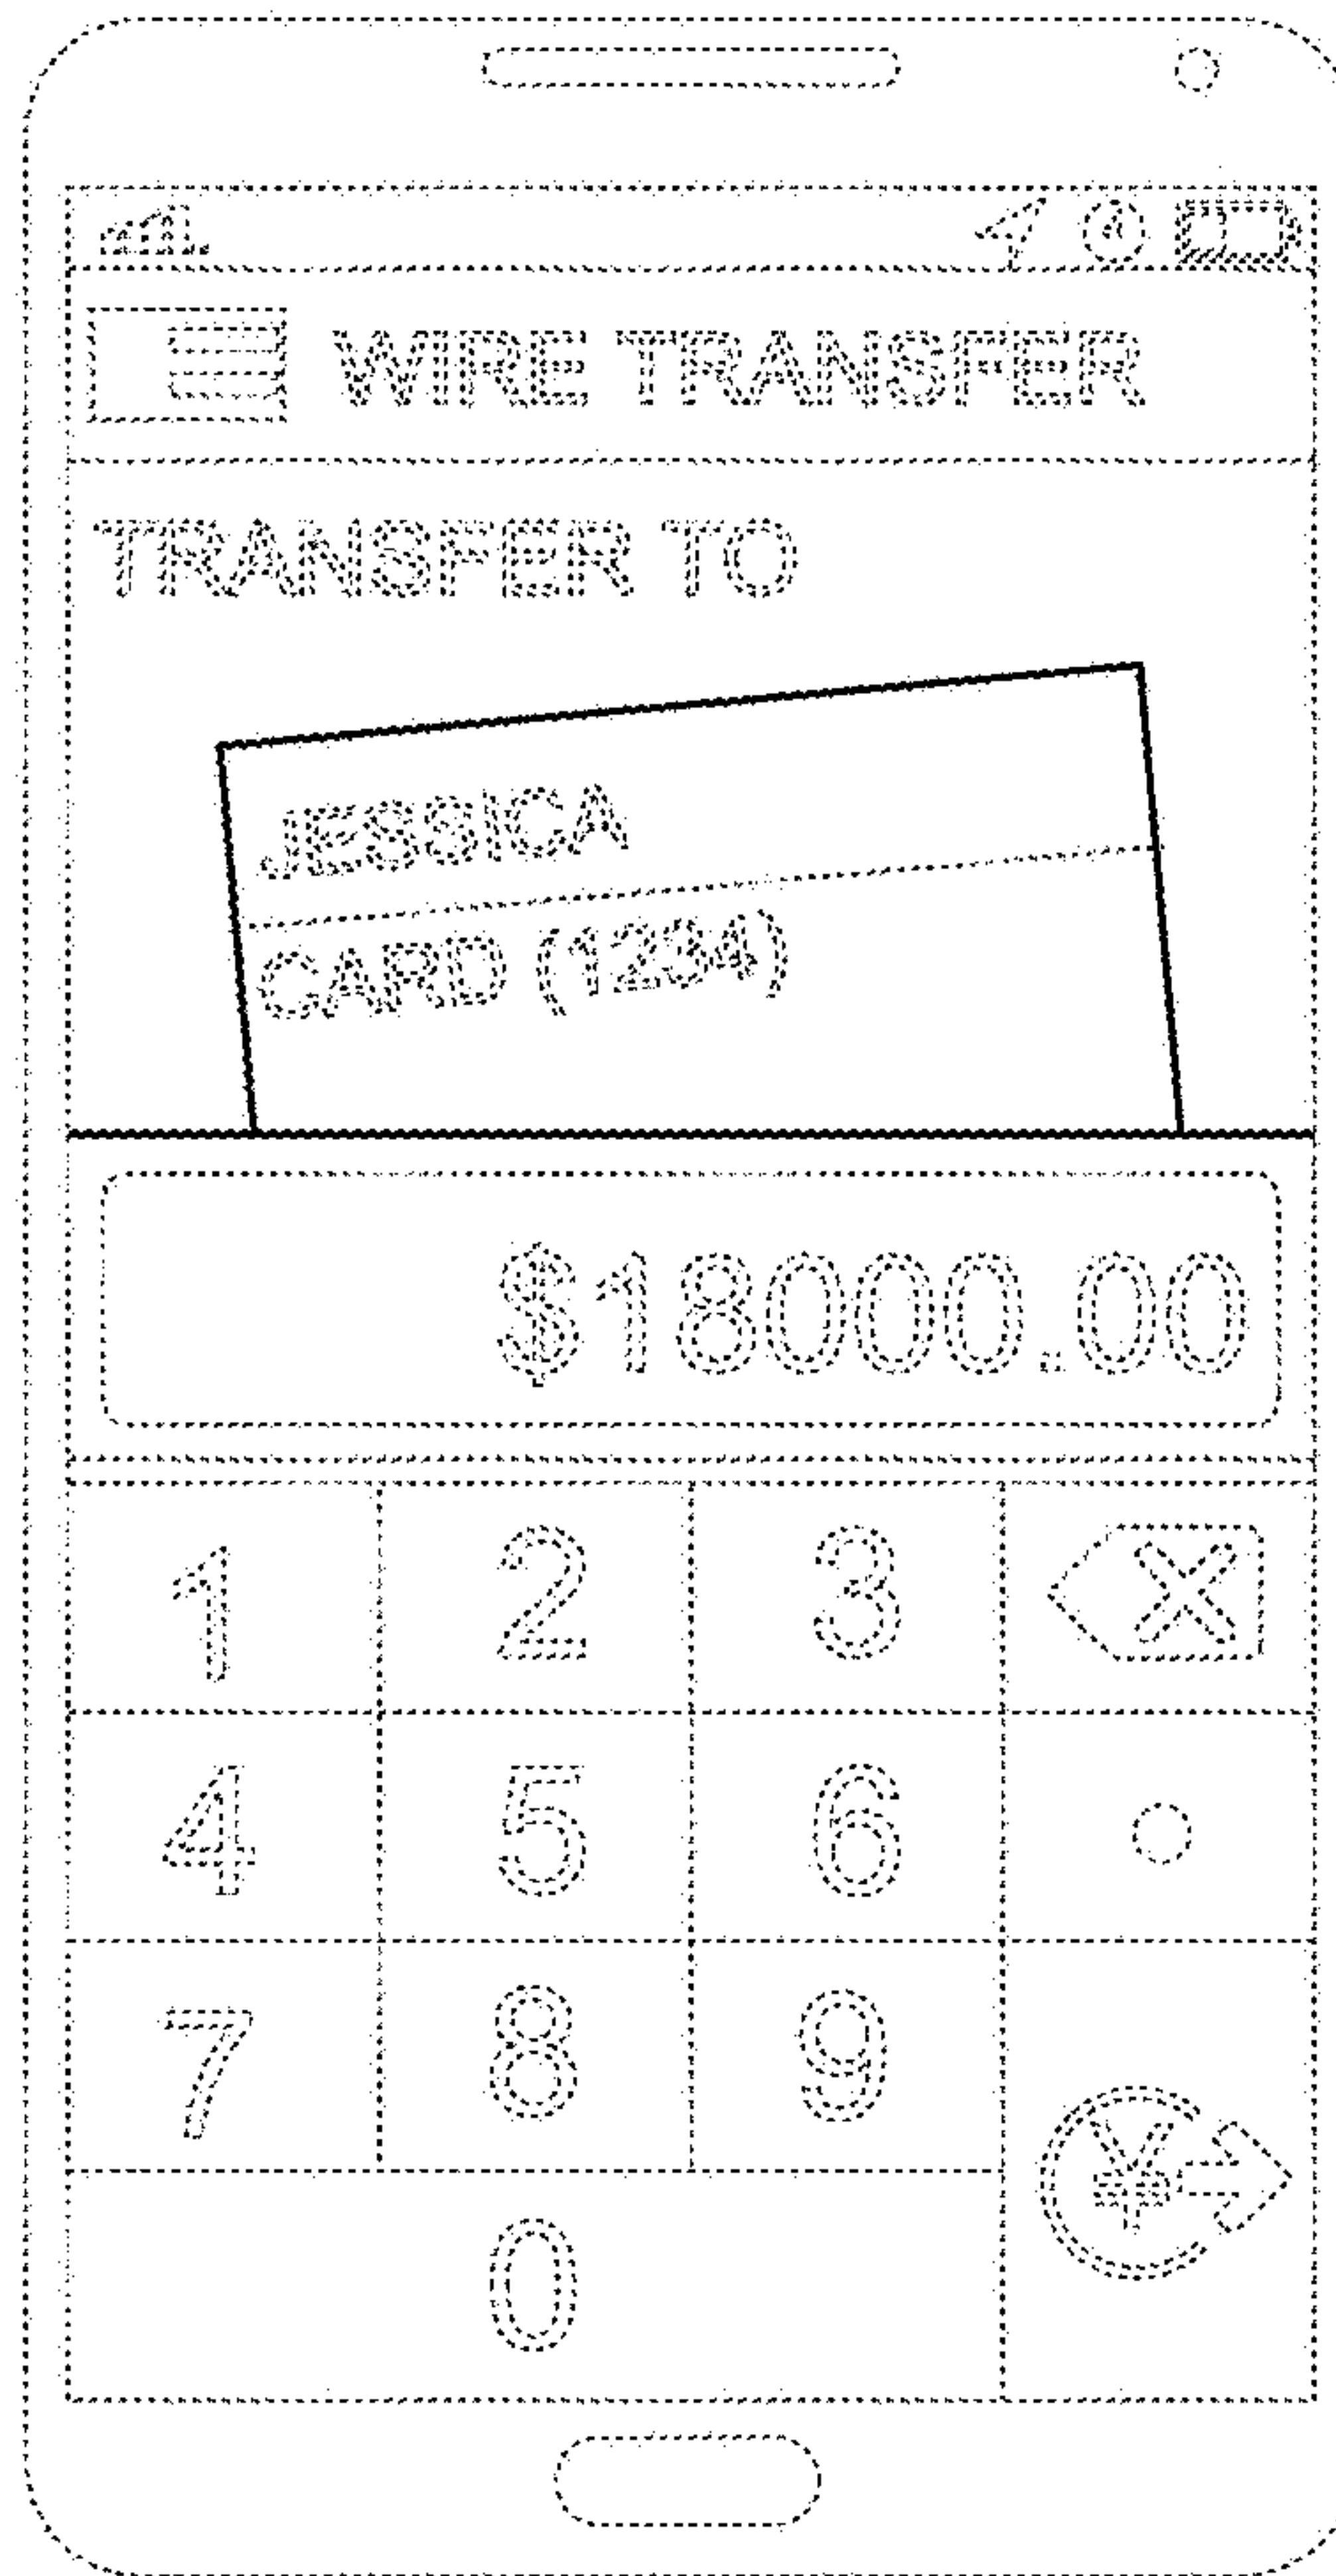 WIRE TRANSFER
TRANSFER TO
JESSICA
CARD (1234)
$18000.00
1 2 3
4 5 6
7 8 9
¥
0